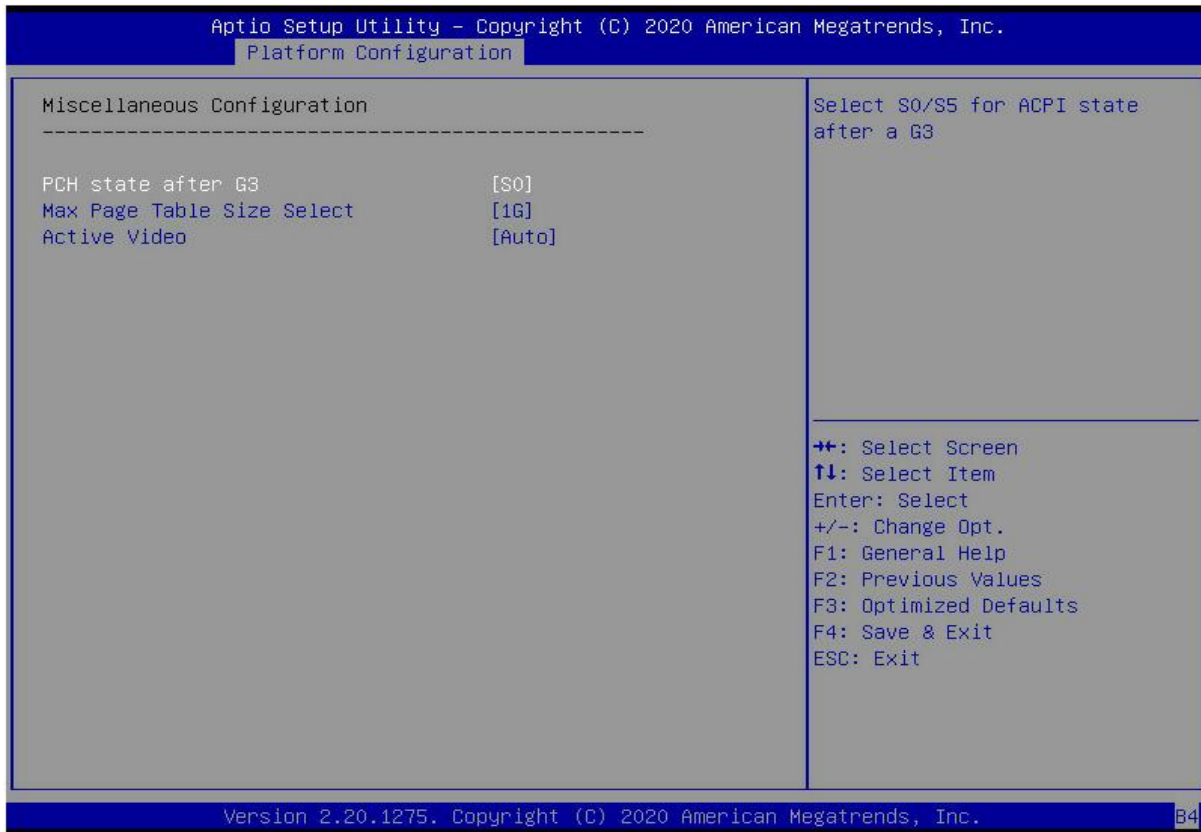 Aptio Setup Utility – Copyright (C) 2020 American Megatrends, Inc.
Platform Configuration
Miscellaneous Configuration
PCH state after G3 [S0]
Max Page Table Size Select [1G]
Active Video [Auto]
Select S0/S5 for ACPI state
after a G3
→←: Select Screen
↑↓: Select Item
Enter: Select
+/-: Change Opt.
F1: General Help
F2: Previous Values
F3: Optimized Defaults
F4: Save & Exit
ESC: Exit
Version 2.20.1275. Copyright (C) 2020 American Megatrends, Inc.
B4